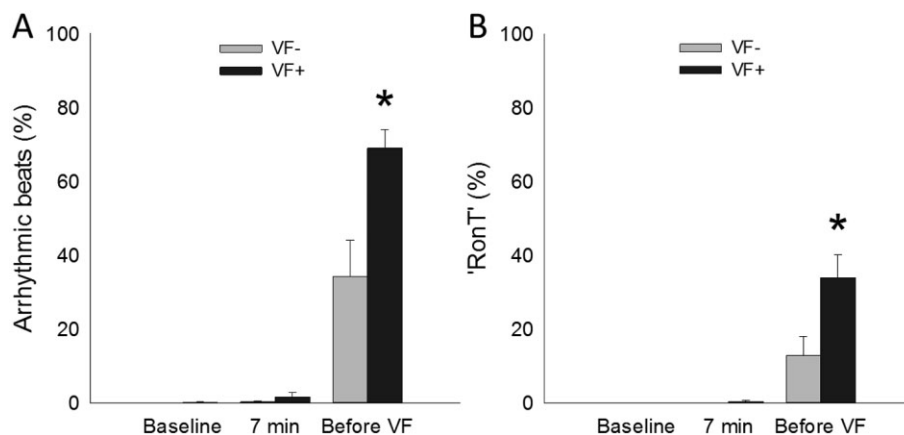 A
100
80
60
40
20
0
Arrhythmic beats (%)
VF-
VF+
*
Baseline 7 min Before VF
B
100
80
60
40
20
0
'RonT' (%)
VF-
VF+
*
Baseline 7 min Before VF